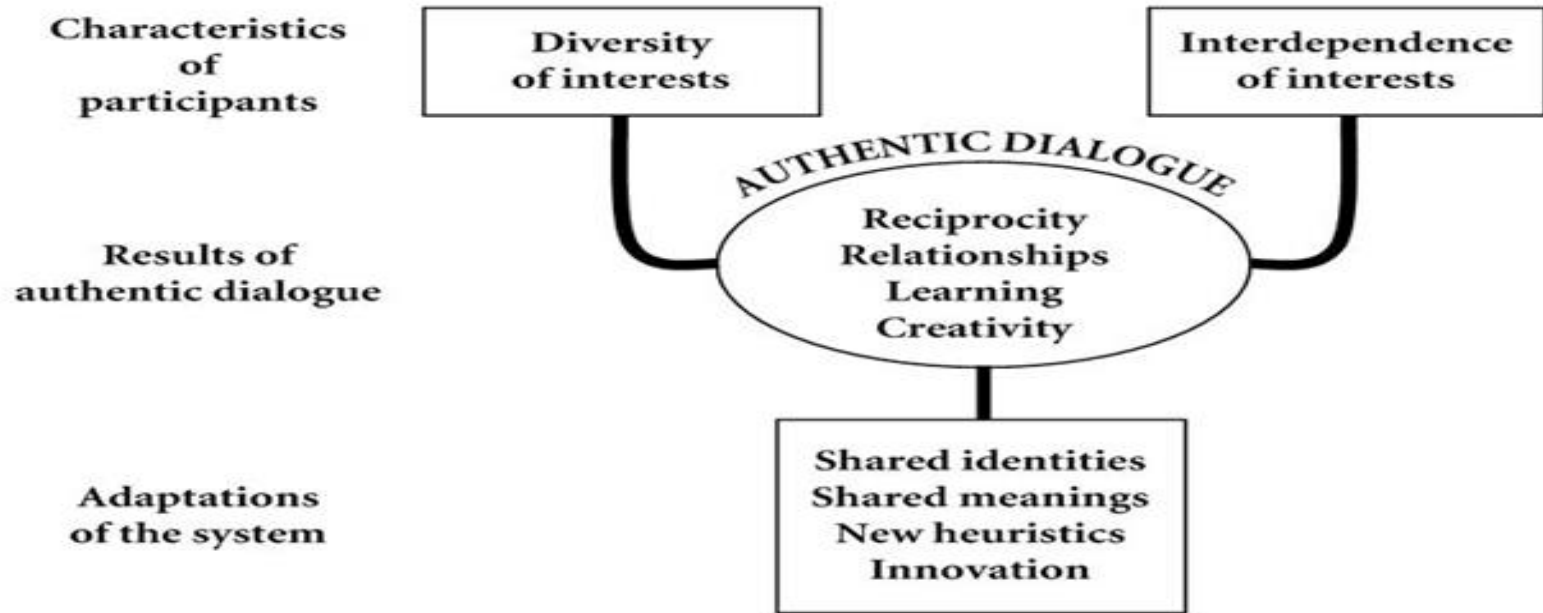 Characteristics
of
participants
Diversity
of interests
Interdependence
of interests
AUTHENTIC DIALOGUE
Results of
authentic dialogue
Reciprocity
Relationships
Learning
Creativity
Adaptations
of the system
Shared identities
Shared meanings
New heuristics
Innovation